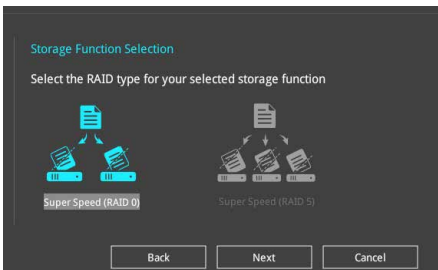 Storage Function Selection
Select the RAID type for your selected storage function
Super Speed (RAID 0)
Super Speed (RAID 5)
Back
Next
Cancel